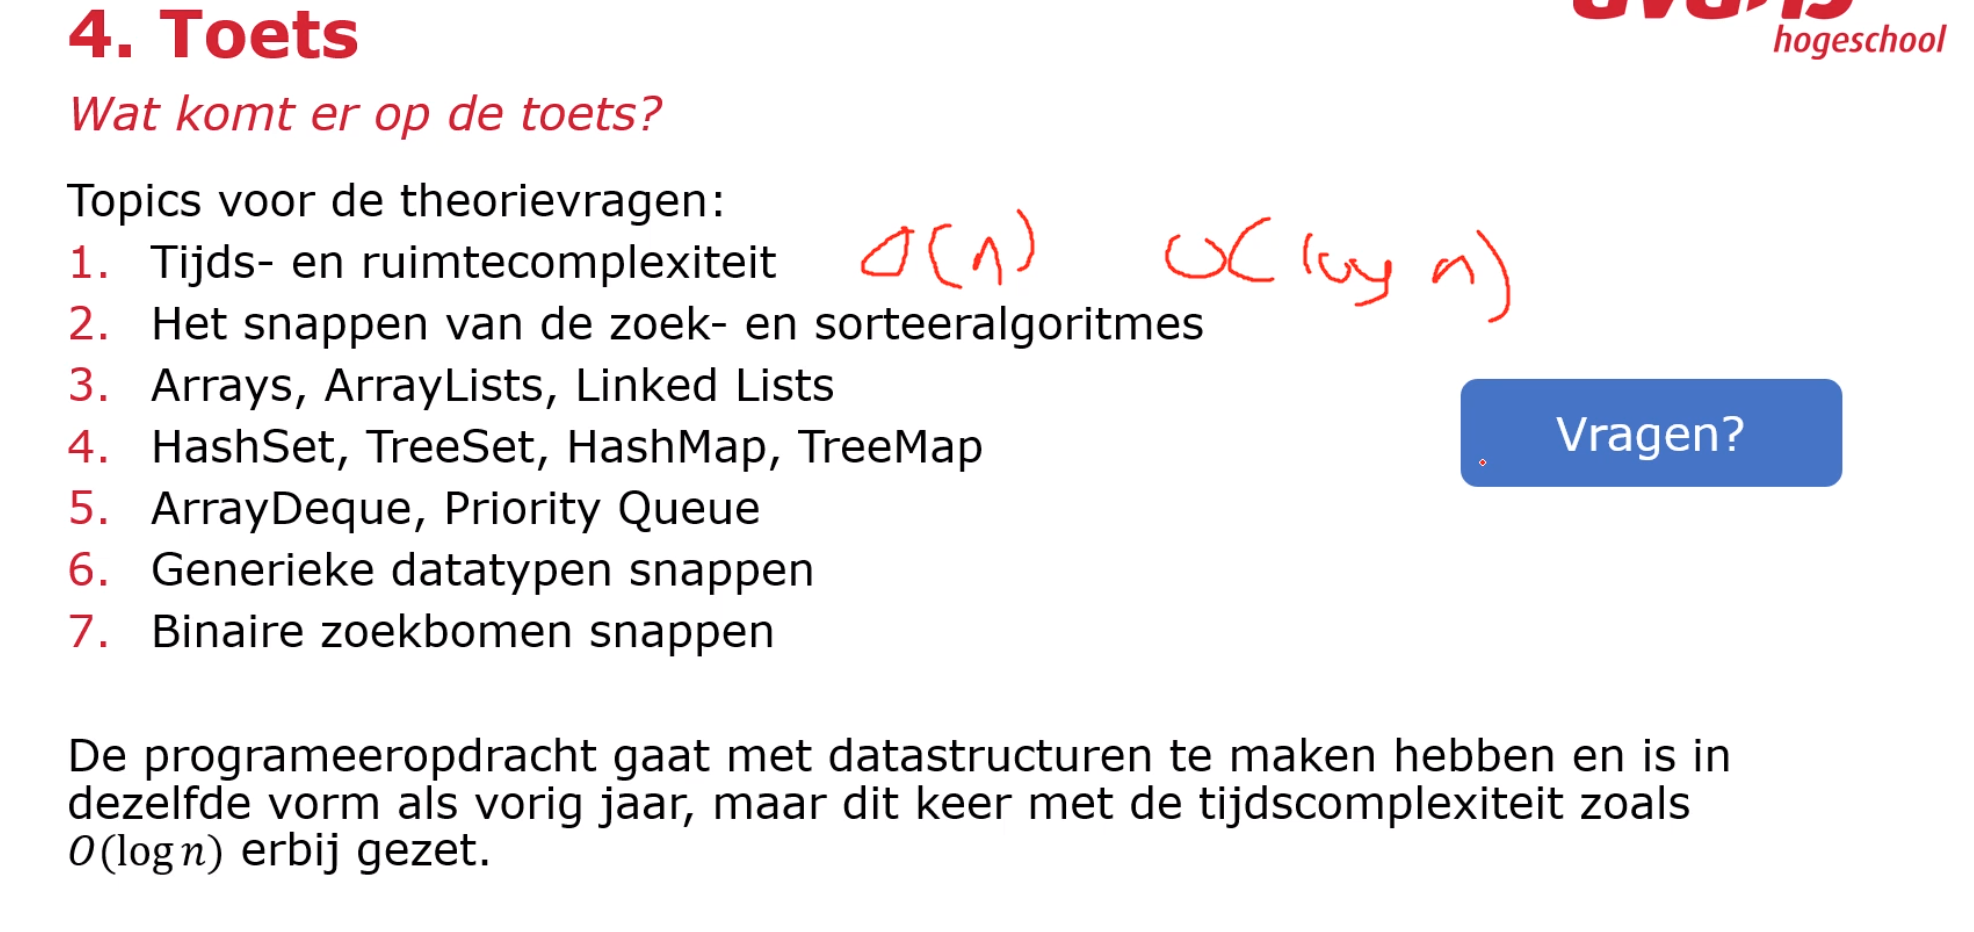 4. Toets
hogeschool
Wat komt er op de toets?
Topics voor de theorievragen:
1. Tijds- en ruimtecomplexiteit O(n) O(log n)
2. Het snappen van de zoek- en sorteeralgoritmes
3. Arrays, ArrayLists, Linked Lists
4. HashSet, TreeSet, HashMap, TreeMap
Vragen?
5. ArrayDeque, Priority Queue
6. Generieke datatypen snappen
7. Binaire zoekbomen snappen
De programeeropdracht gaat met datastructuren te maken hebben en is in
dezelfde vorm als vorig jaar, maar dit keer met de tijdscomplexiteit zoals
O(log n) erbij gezet.